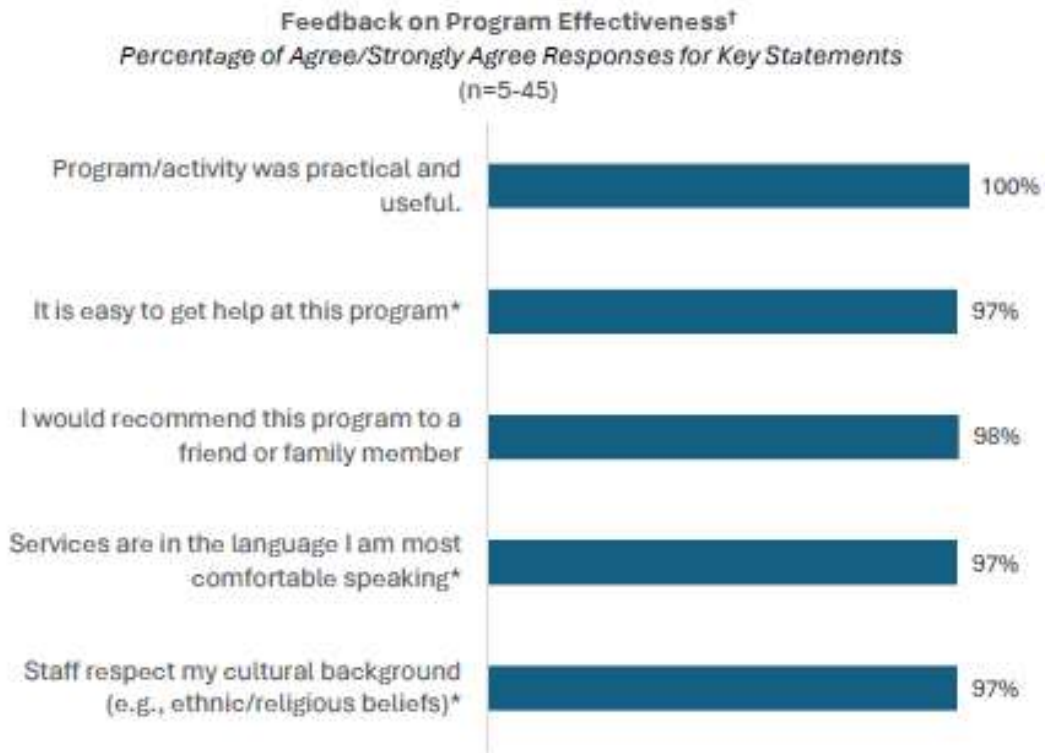 Feedback on Program Effectiveness†
Percentage of Agree/Strongly Agree Responses for Key Statements
(n=5-45)
Program/activity was practical and
useful.
100%
It is easy to get help at this program*
97%
I would recommend this program to a
friend or family member
98%
Services are in the language I am most
comfortable speaking*
97%
Staff respect my cultural background
(e.g., ethnic/religious beliefs)*
97%